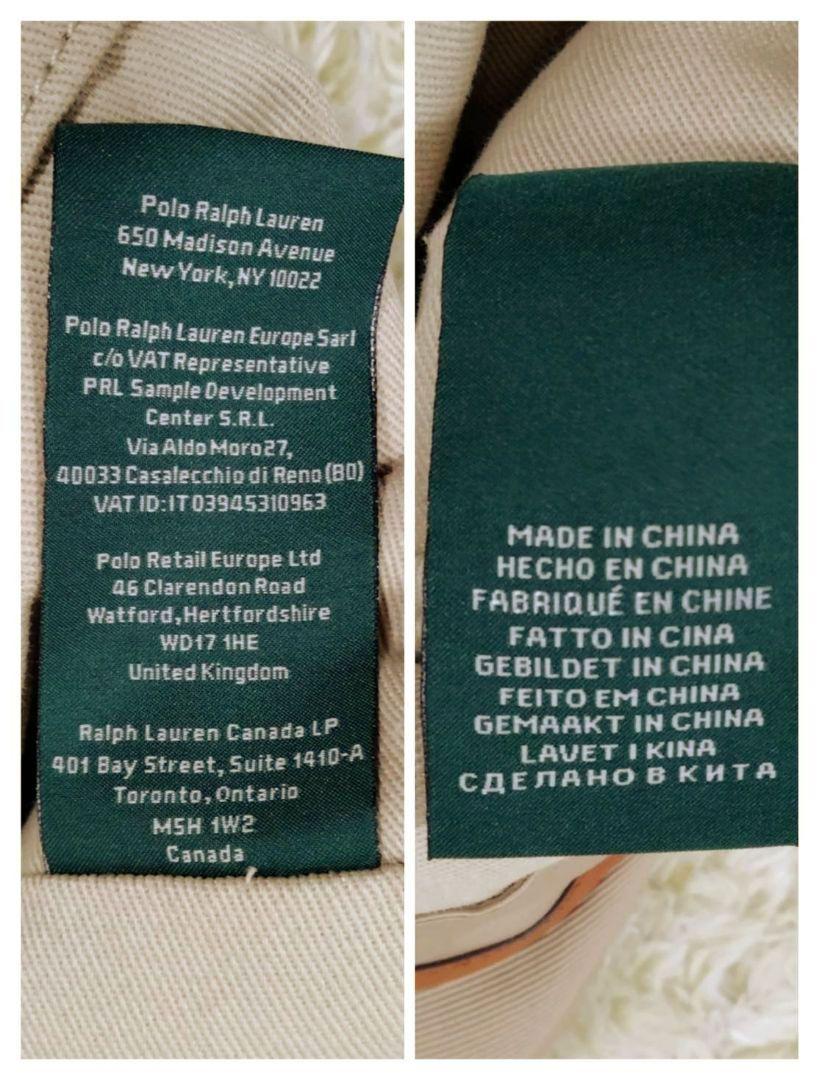 Polo Ralph Lauren
650 Madison Avenue
New York, NY 10022
Polo Ralph Lauren Europe Sarl
c/o VAT Representative
PRL Sample Development
Center S.R.L.
Via Aldo Moro 27,
40033 Casalecchio di Reno (BO)
VAT ID: IT 03945310963
Polo Retail Europe Ltd
46 Clarendon Road
Watford, Hertfordshire
WD17 1HE
United Kingdom
Ralph Lauren Canada LP
401 Bay Street, Suite 1410-A
Toronto, Ontario
M5H 1W2
Canada
MADE IN CHINA
HECHO EN CHINA
FABRIQUÉ EN CHINE
FATTO IN CINA
GEBILDET IN CHINA
FEITO EM CHINA
GEMAAKT IN CHINA
LAVET I KINA
СДЕЛАНО В КИТА